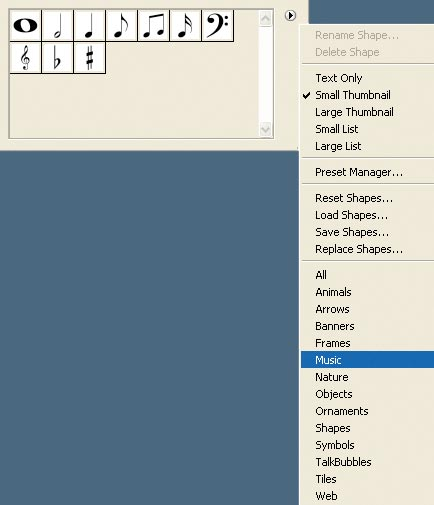 Rename Shape...
Delete Shape
Text Only
Small Thumbnail
Large Thumbnail
Small List
Large List
Preset Manager...
Reset Shapes...
Load Shapes...
Save Shapes...
Replace Shapes...
All
Animals
Arrows
Banners
Frames
Music
Nature
Objects
Ornaments
Shapes
Symbols
TalkBubbles
Tiles
Web